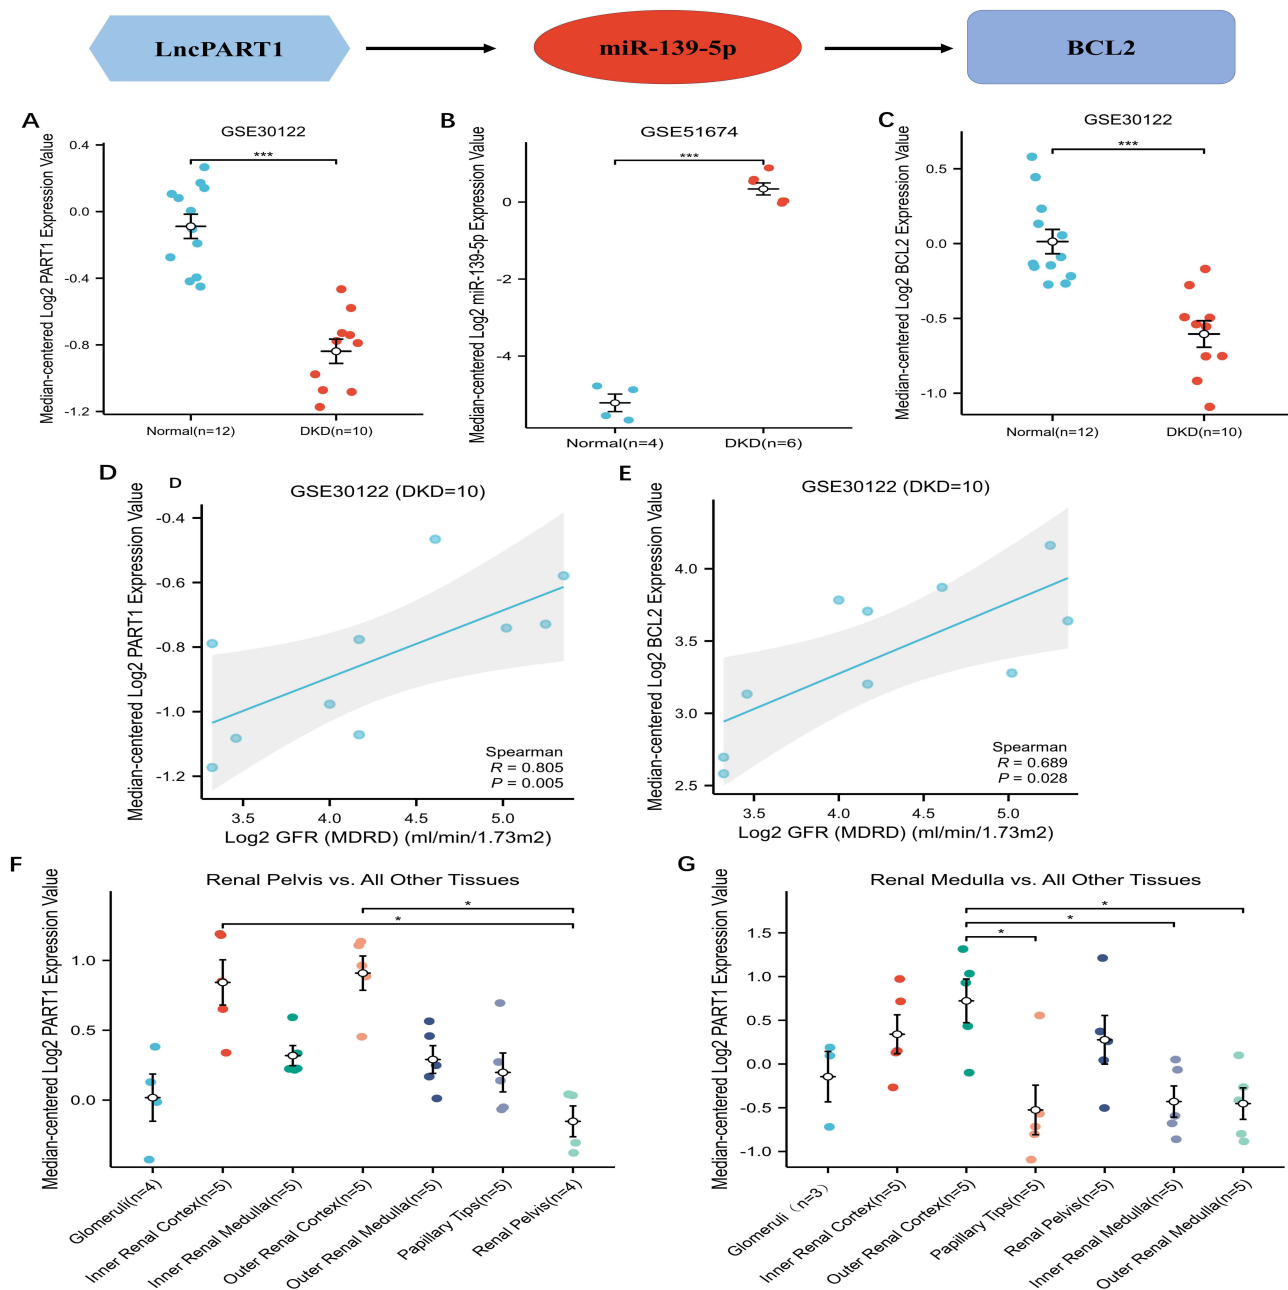 LncPART1
miR-139-5p
BCL2
A
GSE30122
Median-centered Log2 PART1 Expression Value
0.4
0.0
-0.4
-0.8
-1.2
***
Normal(n=12)
DKD(n=10)
B
GSE51674
Median-centered Log2 miR-139-5p Expression Value
0
-2
-4
***
Normal(n=4)
DKD(n=6)
C
GSE30122
Median-centered Log2 BCL2 Expression Value
0.5
0.0
-0.5
-1.0
***
Normal(n=12)
DKD(n=10)
D
D
GSE30122 (DKD=10)
Median-centered Log2 PART1 Expression Value
-0.4
-0.6
-0.8
-1.0
-1.2
Spearman
R = 0.805
P = 0.005
3.5
4.0
4.5
5.0
Log2 GFR (MDRD) (ml/min/1.73m2)
E
GSE30122 (DKD=10)
Median-centered Log2 BCL2 Expression Value
4.0
3.5
3.0
2.5
Spearman
R = 0.689
P = 0.028
3.5
4.0
4.5
5.0
Log2 GFR (MDRD) (ml/min/1.73m2)
F
Renal Pelvis vs. All Other Tissues
Median-centered Log2 PART1 Expression Value
1.0
0.5
0.0
*
*
Glomeruli(n=4)
Inner Renal Cortex(n=5)
Inner Renal Medulla(n=5)
Outer Renal Cortex(n=5)
Outer Renal Medulla(n=5)
Papillary Tips(n=5)
Renal Pelvis(n=4)
G
Renal Medulla vs. All Other Tissues
Median-centered Log2 PART1 Expression Value
1.5
1.0
0.5
0.0
-0.5
-1.0
*
*
*
Glomeruli（n=3）
Inner Renal Cortex(n=5)
Outer Renal Cortex(n=5)
Papillary Tips(n=5)
Renal Pelvis(n=5)
Inner Renal Medulla(n=5)
Outer Renal Medulla(n=5)